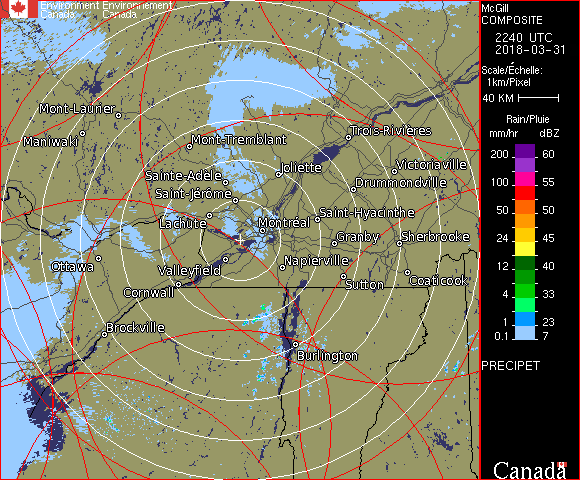 Environment Environnement
Canada Canada
Mont-Laurier
Maniwaki
Mont-Tremblant
Trois-Rivières
Joliette
Victoriaville
Sainte-Adèle
Drummondville
Saint-Jérôme
Lachute
Montréal
Saint-Hyacinthe
Granby
Sherbrooke
Ottawa
Valleyfield
Napierville
Cornwall
Sutton
Coaticook
Brockville
Burlington
McGill
COMPOSITE
2240 UTC
2018-03-31
Scale/Échelle:
1km/Pixel
40 KM
Rain/Pluie
mm/hr dBZ
200 60
150 57
100 55
50 50
24 45
12 40
4 33
1 23
0.1 7
PRECIPET
Canada